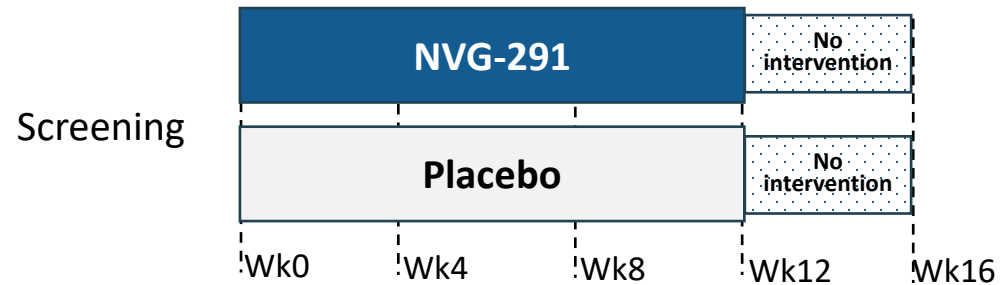 NVG-291
No
intervention
Screening
Placebo
No
intervention
Wk0 Wk4 Wk8 Wk12 Wk16